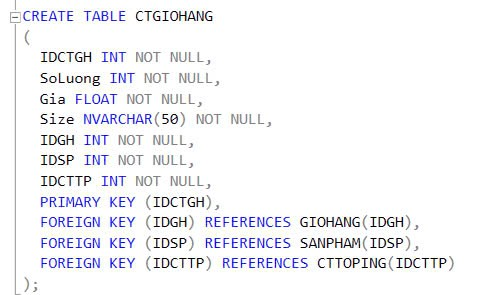 CREATE TABLE CTGIOHANG
(
IDCTGH INT NOT NULL,
SoLuong INT NOT NULL,
Gia FLOAT NOT NULL,
Size NVARCHAR(50) NOT NULL,
IDGH INT NOT NULL,
IDSP INT NOT NULL,
IDCTTP INT NOT NULL,
PRIMARY KEY (IDCTGH),
FOREIGN KEY (IDGH) REFERENCES GIOHANG(IDGH),
FOREIGN KEY (IDSP) REFERENCES SANPHAM(IDSP),
FOREIGN KEY (IDCTTP) REFERENCES CTTOPING(IDCTTP)
);